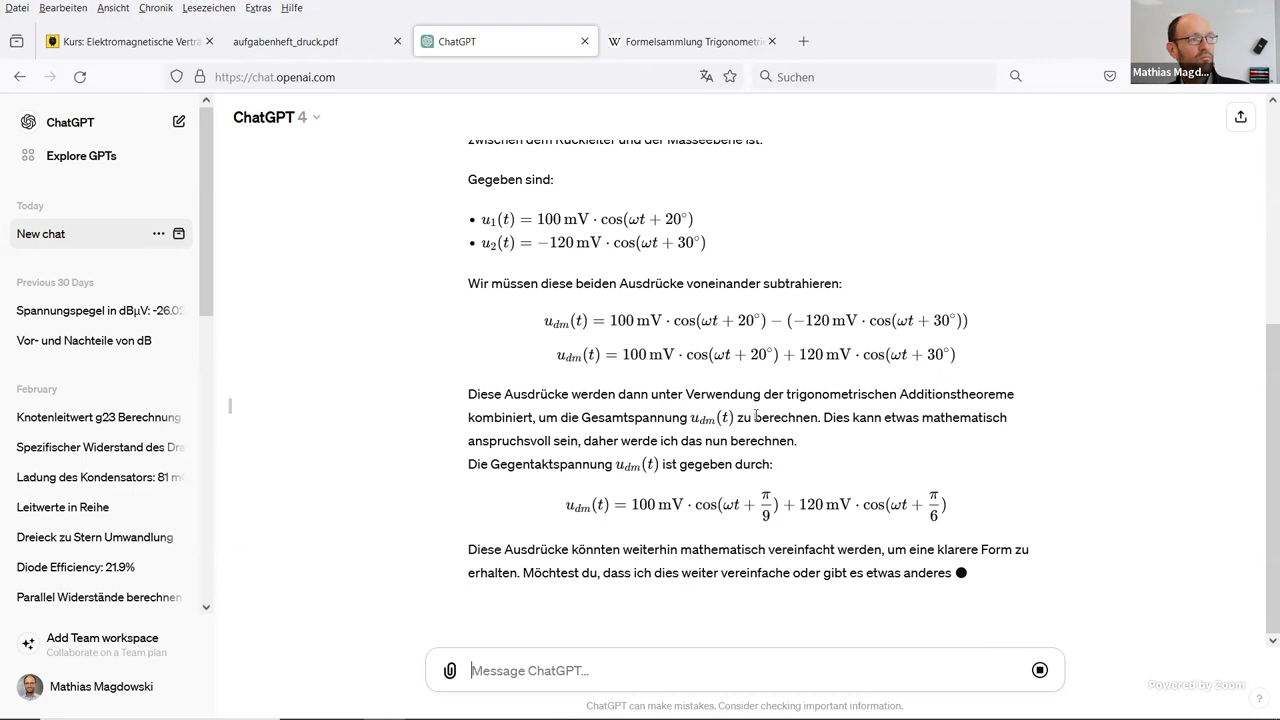 Datei Bearbeiten Ansicht Chronik Lesezeichen Extras Hilfe
Kurs: Elektromagnetische Verträ
aufgabenheft_druck.pdf
ChatGPT
W Formelsammlung Trigonometri
https://chat.openai.com
Suchen
Mathias Magd...
ChatGPT
Explore GPTs
Today
New chat
Previous 30 Days
Spannungspegel in dBµV: -26.02
Vor- und Nachteile von dB
February
Knotenleitwert g23 Berechnung
Spezifischer Widerstand des Dra
Ladung des Kondensators: 81 m
Leitwerte in Reihe
Dreieck zu Stern Umwandlung
Diode Efficiency: 21.9%
Parallel Widerstände berechnen
Add Team workspace
Collaborate on a Team plan
Mathias Magdowski
ChatGPT 4
zwischen dem Rückleiter und der Masseebene ist.
Gegeben sind:
• u₁(t) = 100 mV · cos(ωt + 20°)
• u₂(t) = −120 mV · cos(ωt + 30°)
Wir müssen diese beiden Ausdrücke voneinander subtrahieren:
u_dm(t) = 100 mV · cos(ωt + 20°) − (−120 mV · cos(ωt + 30°))
u_dm(t) = 100 mV · cos(ωt + 20°) + 120 mV · cos(ωt + 30°)
Diese Ausdrücke werden dann unter Verwendung der trigonometrischen Additionstheoreme
kombiniert, um die Gesamtspannung u_dm(t) zu berechnen. Dies kann etwas mathematisch
anspruchsvoll sein, daher werde ich das nun berechnen.
Die Gegentaktspannung u_dm(t) ist gegeben durch:
u_dm(t) = 100 mV · cos(ωt + π/9) + 120 mV · cos(ωt + π/6)
Diese Ausdrücke könnten weiterhin mathematisch vereinfacht werden, um eine klarere Form zu
erhalten. Möchtest du, dass ich dies weiter vereinfache oder gibt es etwas anderes
Message ChatGPT…
ChatGPT can make mistakes. Consider checking important information.
Powered by Zoom
?